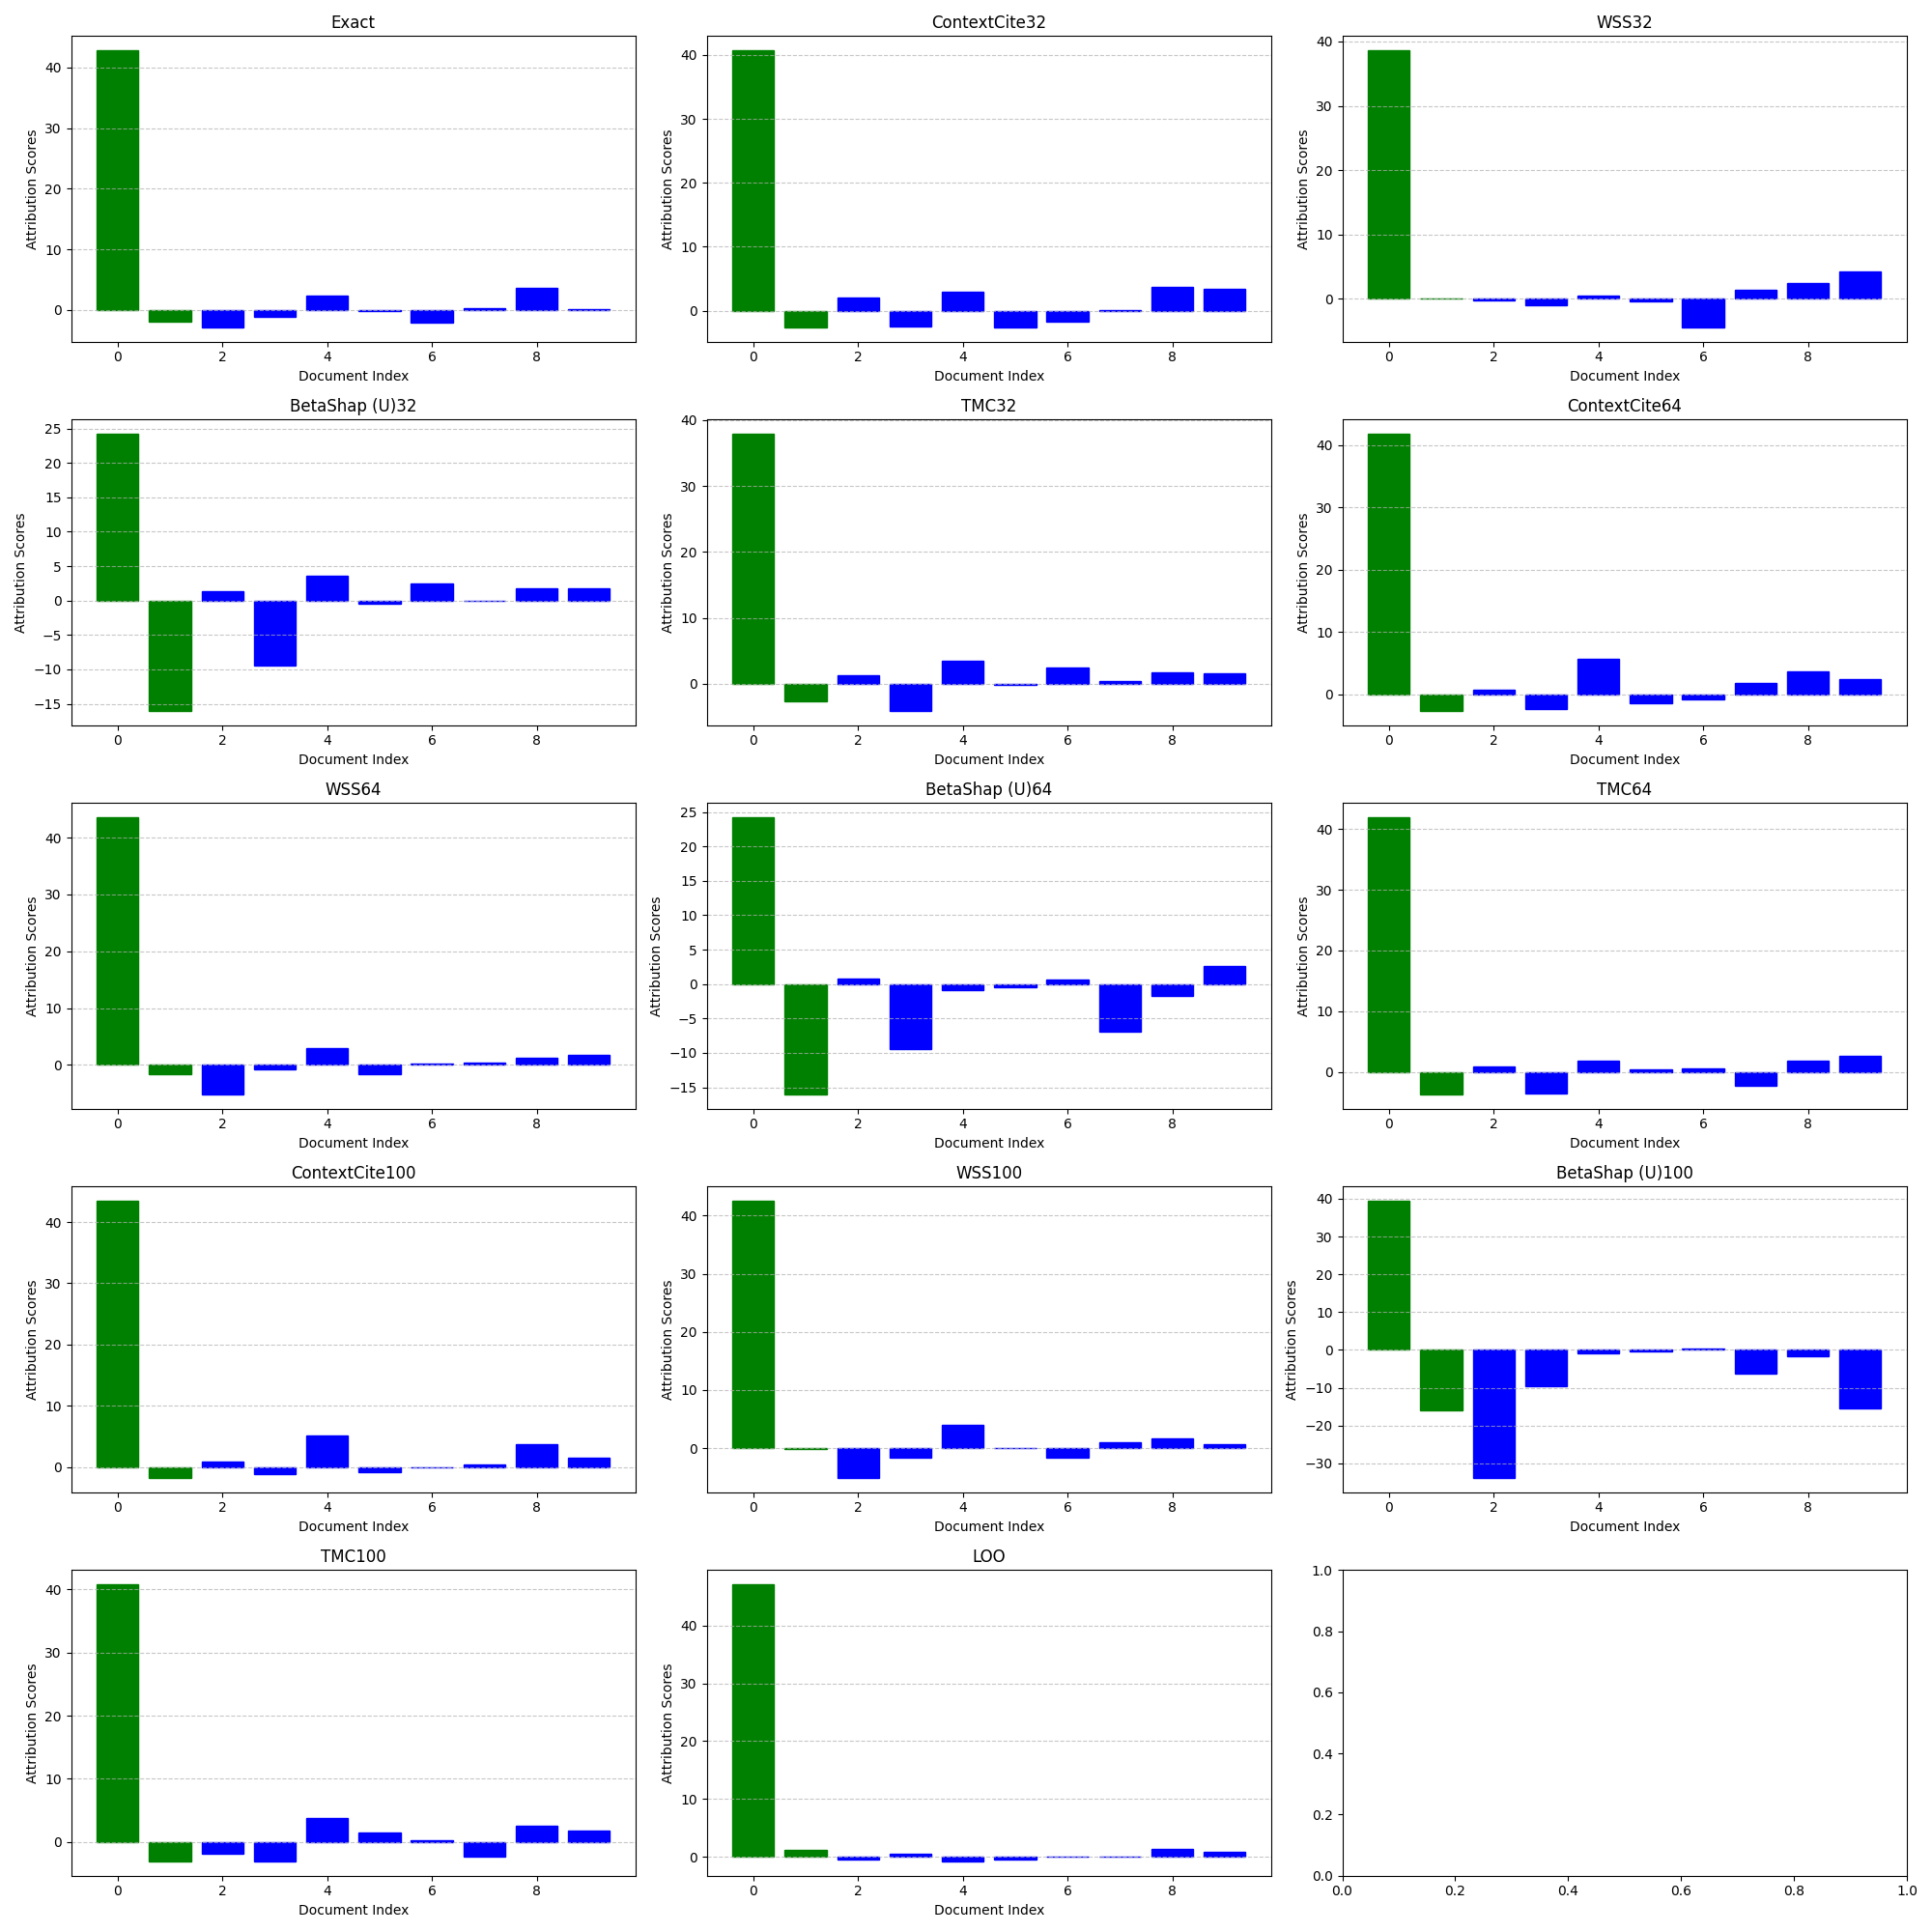 Exact
40
30
20
10
0
Attribution Scores
0 2 4 6 8
Document Index
ContextCite32
40
30
20
10
0
Attribution Scores
0 2 4 6 8
Document Index
WSS32
40
30
20
10
0
Attribution Scores
0 2 4 6 8
Document Index
BetaShap (U)32
25
20
15
10
5
0
−5
−10
−15
Attribution Scores
0 2 4 6 8
Document Index
TMC32
40
30
20
10
0
Attribution Scores
0 2 4 6 8
Document Index
ContextCite64
40
30
20
10
0
Attribution Scores
0 2 4 6 8
Document Index
WSS64
40
30
20
10
0
Attribution Scores
0 2 4 6 8
Document Index
BetaShap (U)64
25
20
15
10
5
0
−5
−10
−15
Attribution Scores
0 2 4 6 8
Document Index
TMC64
40
30
20
10
0
Attribution Scores
0 2 4 6 8
Document Index
ContextCite100
40
30
20
10
0
Attribution Scores
0 2 4 6 8
Document Index
WSS100
40
30
20
10
0
Attribution Scores
0 2 4 6 8
Document Index
BetaShap (U)100
40
30
20
10
0
−10
−20
−30
Attribution Scores
0 2 4 6 8
Document Index
TMC100
40
30
20
10
0
Attribution Scores
0 2 4 6 8
Document Index
LOO
40
30
20
10
0
Attribution Scores
0 2 4 6 8
Document Index
1.0
0.8
0.6
0.4
0.2
0.0
0.0 0.2 0.4 0.6 0.8 1.0